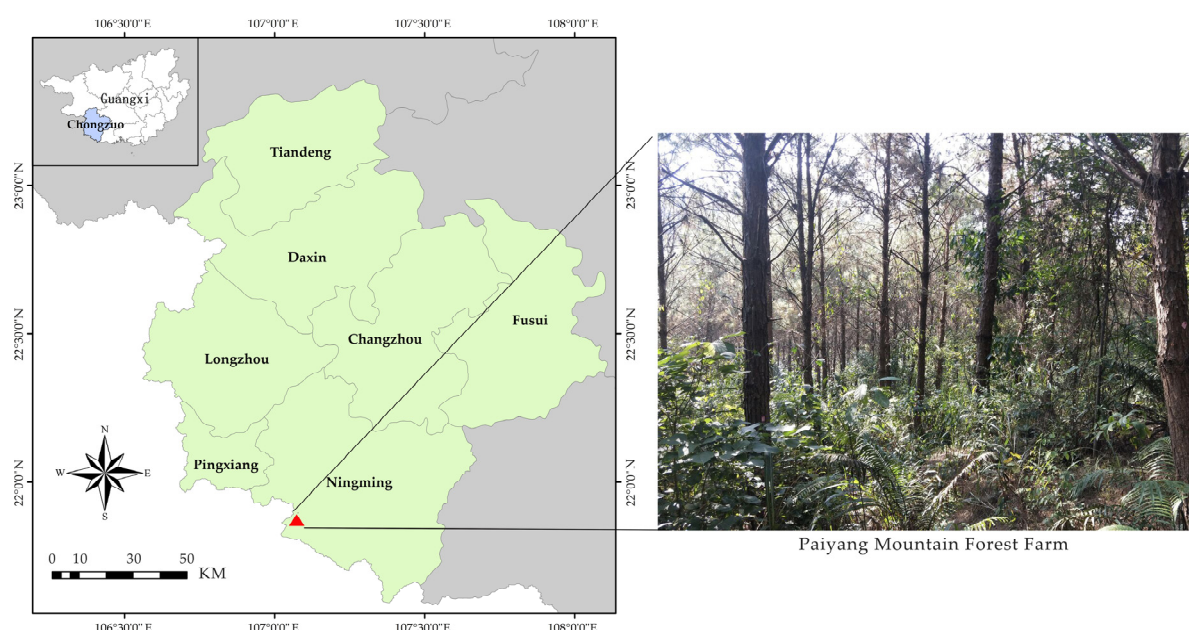 106°30'0" E
107°0'0" E
107°30'0" E
108°0'0" E
Guangxi
Chongzuo
Tiandeng
23°0'0" N
23°0'0" N
Daxin
Fusui
Changzhou
22°30'0" N
22°30'0" N
Longzhou
N
W
E
S
Pingxiang
Ningming
22°0'0" N
22°0'0" N
Paiyang Mountain Forest Farm
0 10 30 50
KM
106°30'0" E
107°0'0" E
107°30'0" E
108°0'0" E